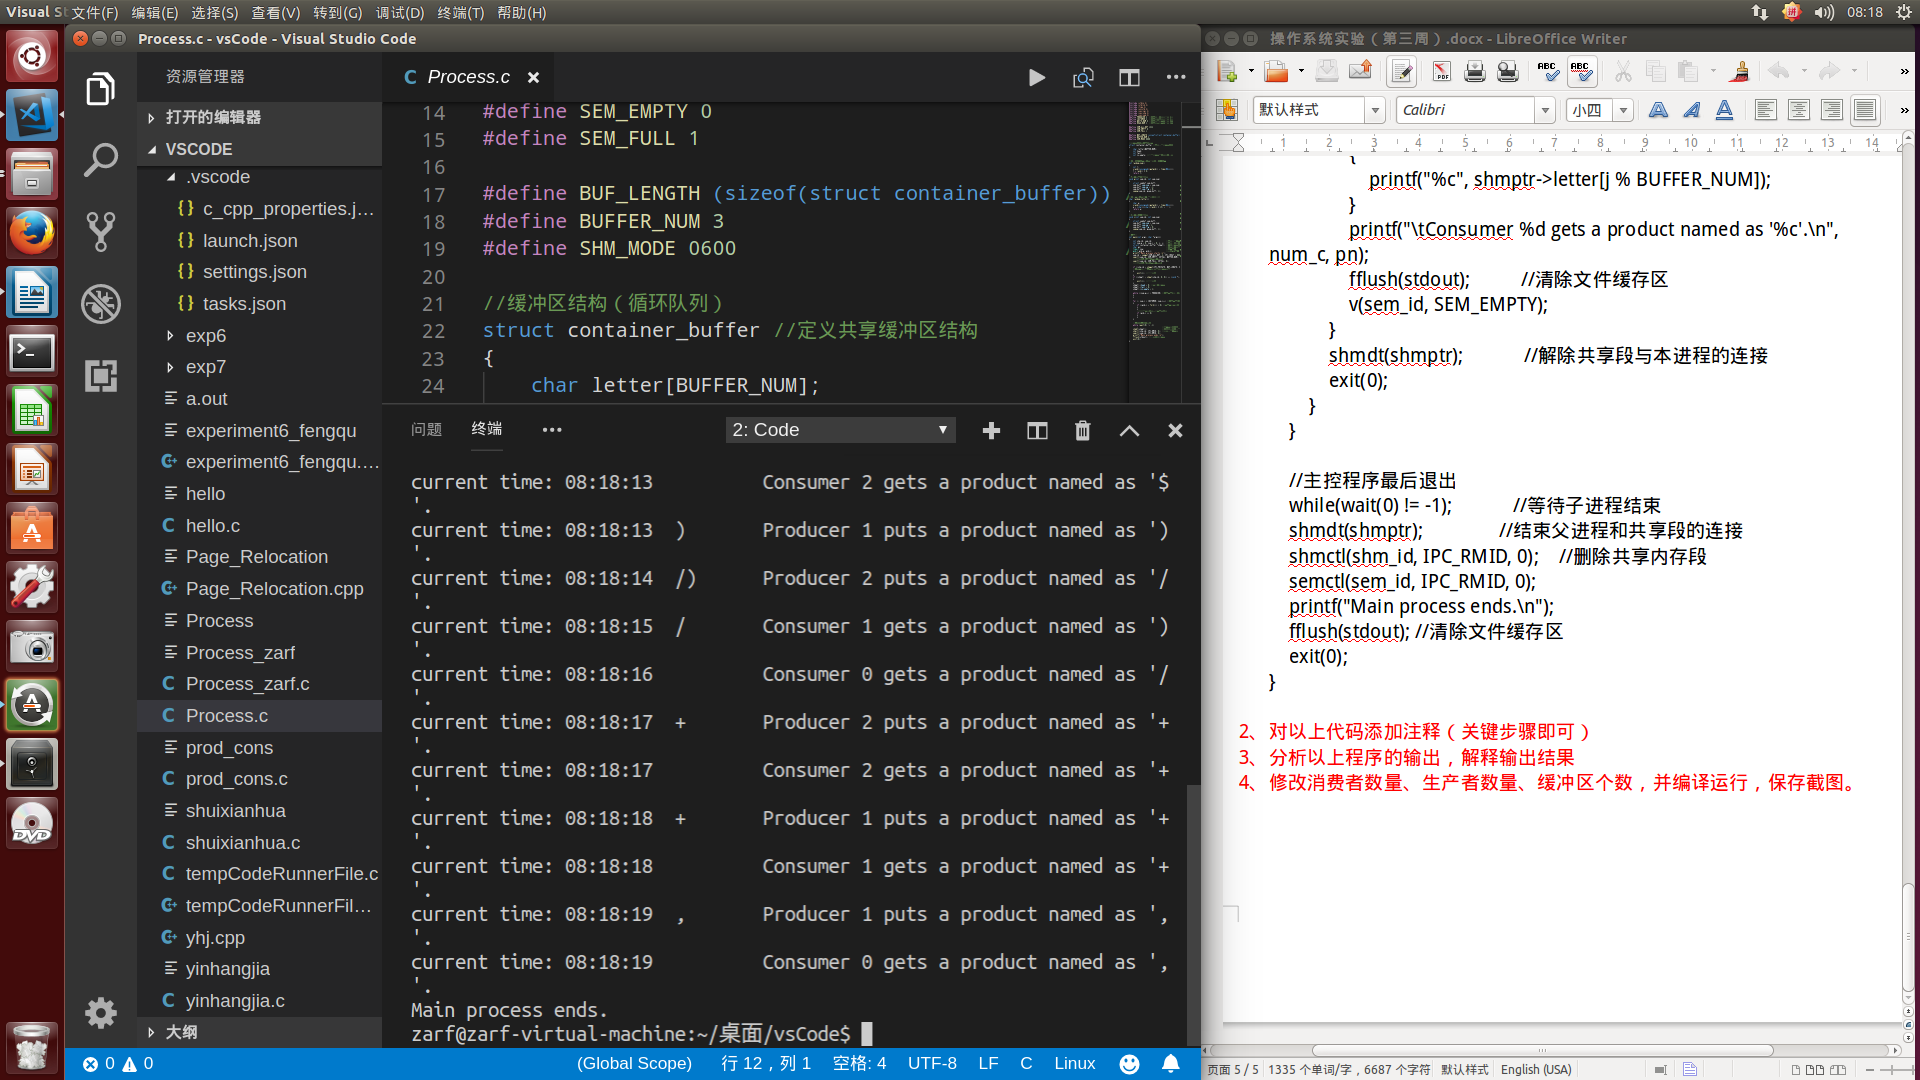 Visual St 文件(F) 编辑(E) 选择(S) 查看(V) 转到(G) 调试(D) 终端(T) 帮助(H)
08:18
Process.c - vsCode - Visual Studio Code
资源管理器
打开的编辑器
VSCODE
.vscode
c_cpp_properties.j...
launch.json
settings.json
tasks.json
exp6
exp7
a.out
experiment6_fengqu
experiment6_fengqu....
hello
hello.c
Page_Relocation
Page_Relocation.cpp
Process
Process_zarf
Process_zarf.c
Process.c
prod_cons
prod_cons.c
shuixianhua
shuixianhua.c
tempCodeRunnerFile.c
tempCodeRunnerFil...
yhj.cpp
yinhangjia
yinhangjia.c
大纲
Process.c
14 #define SEM_EMPTY 0
15 #define SEM_FULL 1
16
17 #define BUF_LENGTH (sizeof(struct container_buffer)) /
18 #define BUFFER_NUM 3
19 #define SHM_MODE 0600 /
20
21 //缓冲区结构（循环队列）
22 struct container_buffer //定义共享缓冲区结构
23 {
24 char letter[BUFFER_NUM];
问题 终端 ••• 2: Code
current time: 08:18:13 Consumer 2 gets a product named as '$
'.
current time: 08:18:13 ) Producer 1 puts a product named as ')
'.
current time: 08:18:14 /) Producer 2 puts a product named as '/
'.
current time: 08:18:15 / Consumer 1 gets a product named as ')
'.
current time: 08:18:16 Consumer 0 gets a product named as '/
'.
current time: 08:18:17 + Producer 2 puts a product named as '+
'.
current time: 08:18:17 Consumer 2 gets a product named as '+
'.
current time: 08:18:18 + Producer 1 puts a product named as '+
'.
current time: 08:18:18 Consumer 1 gets a product named as '+
'.
current time: 08:18:19 , Producer 1 puts a product named as ',
'.
current time: 08:18:19 Consumer 0 gets a product named as ',
'.
Main process ends.
zarf@zarf-virtual-machine:~/桌面/vsCode$
0 0 (Global Scope) 行 12，列 1 空格: 4 UTF-8 LF C Linux
操作系统实验（第三周）.docx - LibreOffice Writer
默认样式 Calibri 小四
1 2 3 4 5 6 7 8 9 10 11 12 13 14
{
printf("%c", shmptr->letter[j % BUFFER_NUM]);
}
printf("\tConsumer %d gets a product named as '%c'.\n",
num_c, pn);
fflush(stdout); //清除文件缓存区
v(sem_id, SEM_EMPTY);
}
shmdt(shmptr); //解除共享段与本进程的连接
exit(0);
}
}
//主控程序最后退出
while(wait(0) != -1); //等待子进程结束
shmdt(shmptr); //结束父进程和共享段的连接
shmctl(shm_id, IPC_RMID, 0); //删除共享内存段
semctl(sem_id, IPC_RMID, 0);
printf("Main process ends.\n");
fflush(stdout); //清除文件缓存区
exit(0);
}
2、对以上代码添加注释（关键步骤即可）
3、分析以上程序的输出，解释输出结果
4、修改消费者数量、生产者数量、缓冲区个数，并编译运行，保存截图。
页面 5 / 5 1335 个单词/字，6687 个字符 默认样式 English (USA)